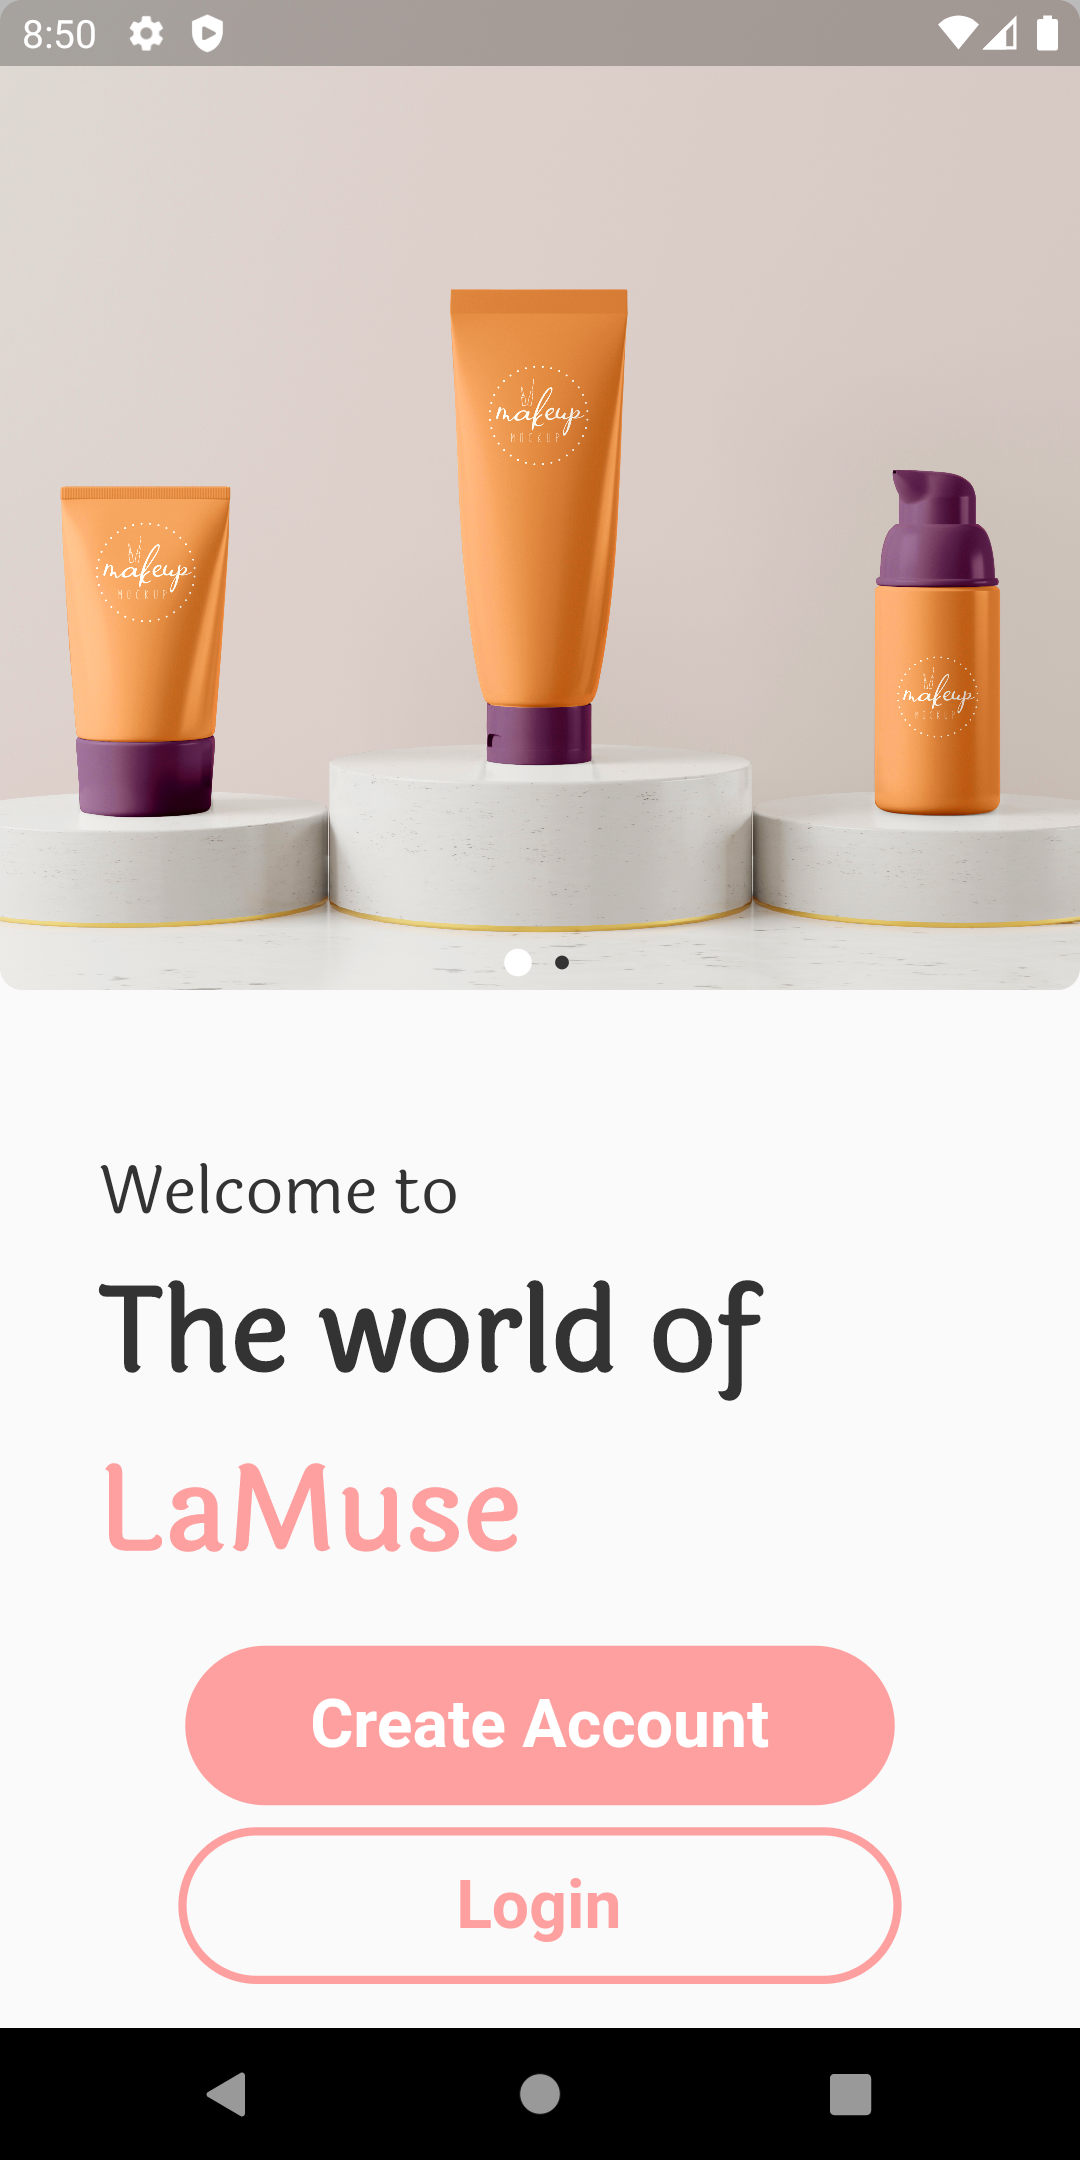 8:50
makeup
MOCKUP
makeup
MOCKUP
makeup
MOCKUP
Welcome to
The world of
LaMuse
Create Account
Login